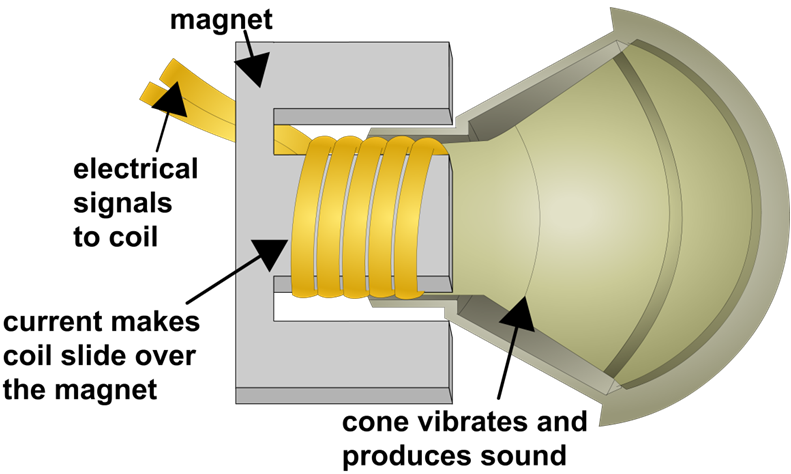 magnet
electrical
signals
to coil
current makes
coil slide over
the magnet
cone vibrates and
produces sound